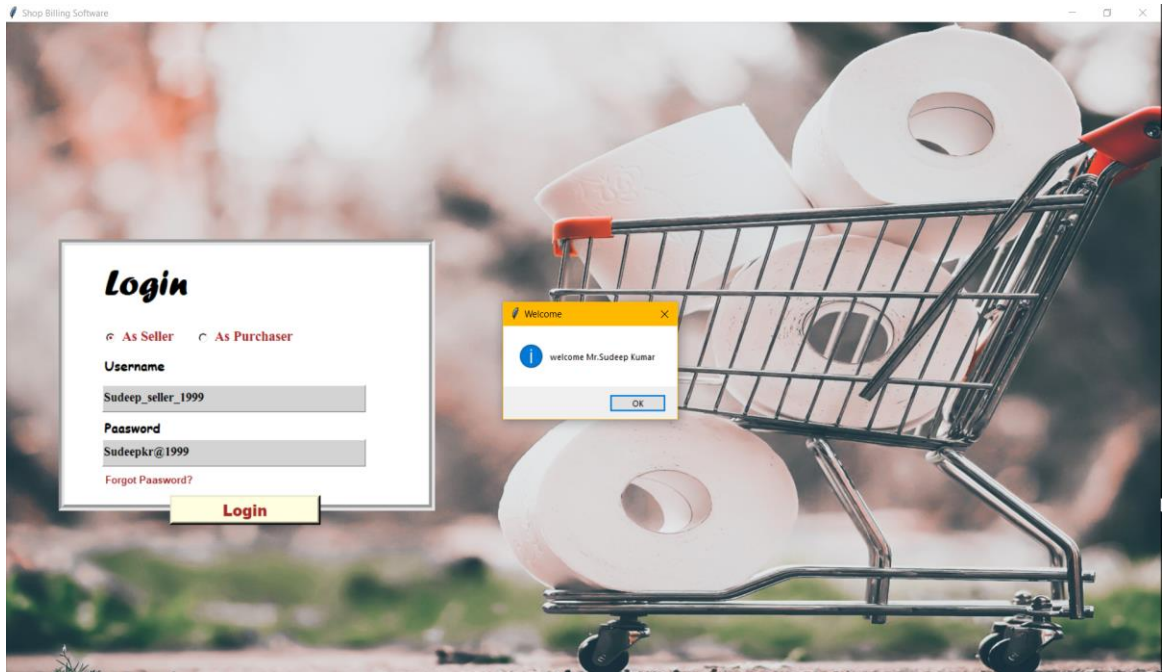 Shop Billing Software
Login
As Seller As Purchaser
Username
Sudeep_seller_1999
Paasword
Sudeepkr@1999
Forgot Paasword?
Login
Welcome
welcome Mr.Sudeep Kumar
OK